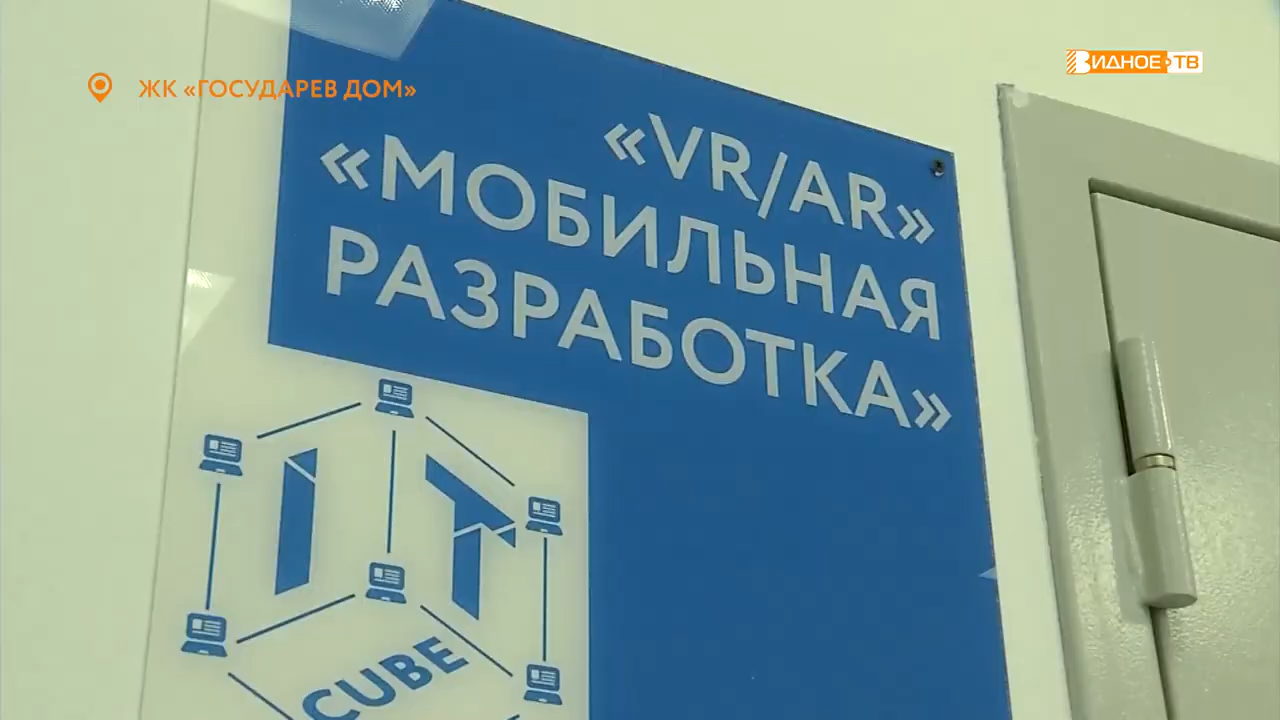 ЖК «ГОСУДАРЕВ ДОМ»
ВИДНОЕ ТВ
«VR/AR»
«МОБИЛЬНАЯ
РАЗРАБОТКА»
IT
CUBE